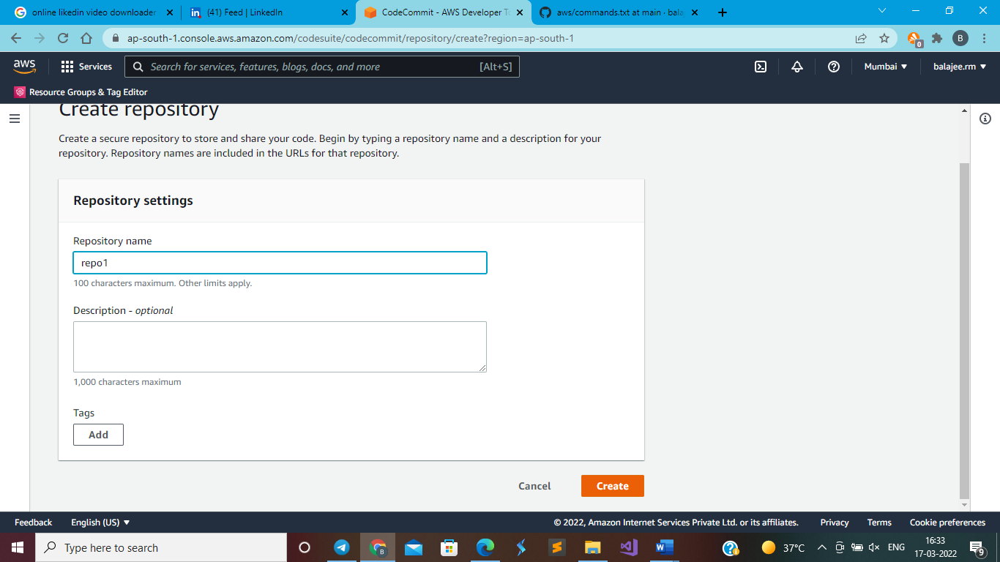 online likedin video downloader
(41) Feed | LinkedIn
CodeCommit - AWS Developer T
aws/commands.txt at main · bala
ap-south-1.console.aws.amazon.com/codesuite/codecommit/repository/create?region=ap-south-1
0
B
aws
Services
Search for services, features, blogs, docs, and more
[Alt+S]
Mumbai
balajee.rm
Resource Groups & Tag Editor
Create repository
Create a secure repository to store and share your code. Begin by typing a repository name and a description for your
repository. Repository names are included in the URLs for that repository.
Repository settings
Repository name
repo1
100 characters maximum. Other limits apply.
Description - optional
1,000 characters maximum
Tags
Add
Cancel
Create
Feedback
English (US)
© 2022, Amazon Internet Services Private Ltd. or its affiliates.
Privacy
Terms
Cookie preferences
Type here to search
37°C
ENG
16:33
17-03-2022
9